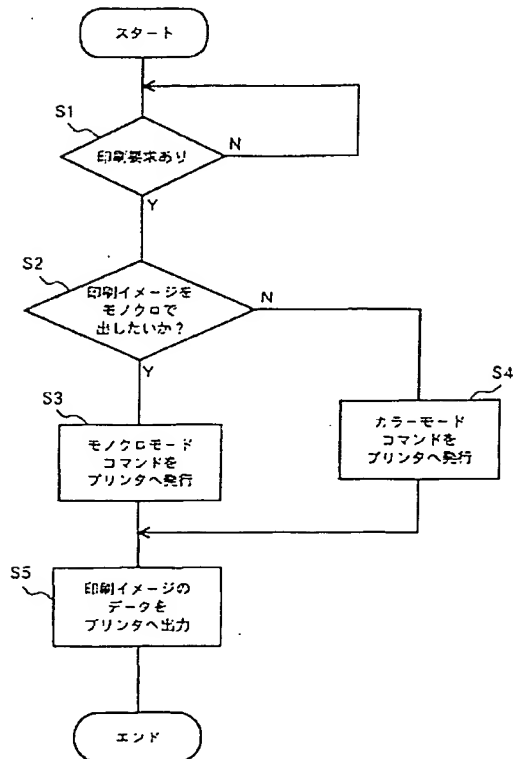 スタート
S1
印刷要求あり
N
Y
S2
印刷イメージを
モノクロで
出したいか?
N
Y
S3
モノクロモード
コマンドを
プリンタへ発行
S4
カラーモード
コマンドを
プリンタへ発行
S5
印刷イメージの
データを
プリンタへ出力
エンド